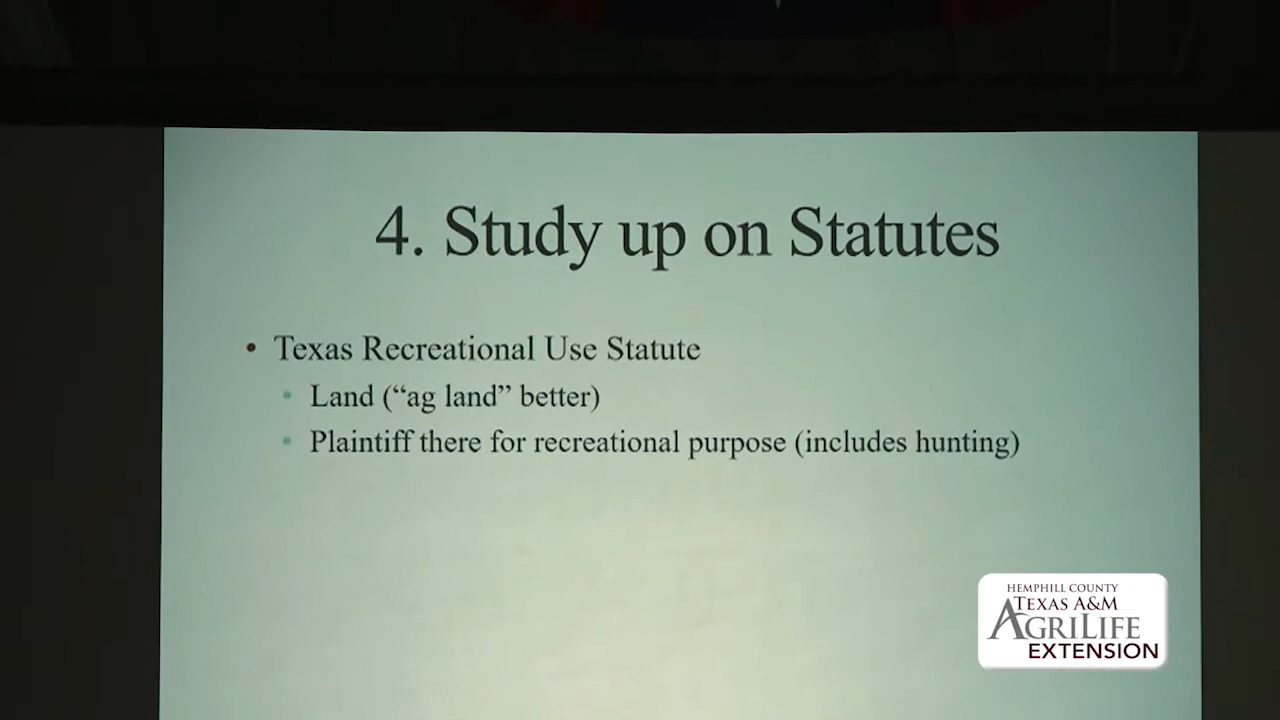 4. Study up on Statutes
• Texas Recreational Use Statute
• Land (“ag land” better)
• Plaintiff there for recreational purpose (includes hunting)
HEMPHILL COUNTY
TEXAS A&M
AGRILIFE
EXTENSION